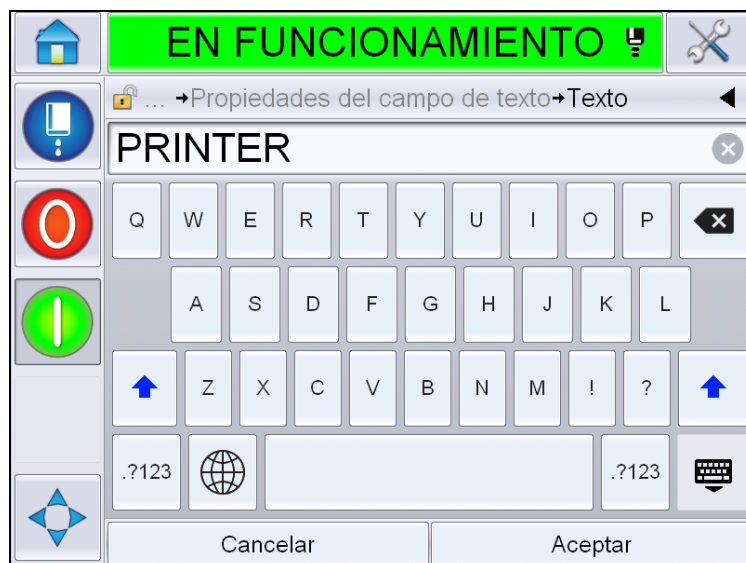 EN FUNCIONAMIENTO
... →Propiedades del campo de texto→Texto
PRINTER
Q W E R T Y U I O P
A S D F G H J K L
Z X C V B N M ! ?
.?123 .?123
Cancelar Aceptar